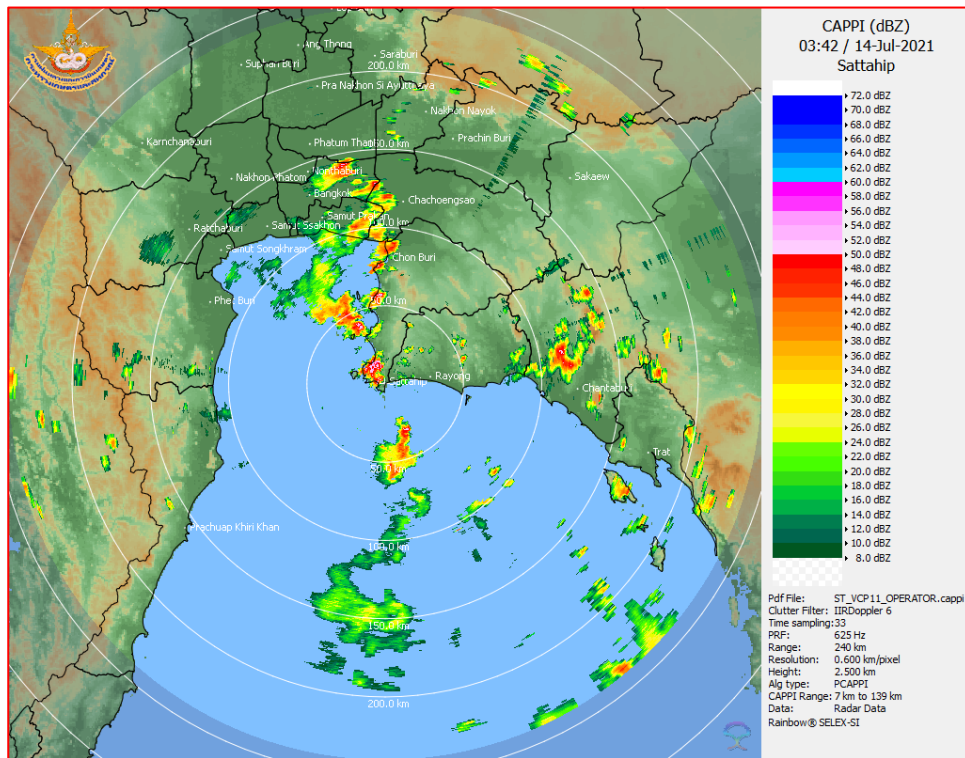 CAPPI (dBZ)
03:42 / 14-Jul-2021
Sattahip
72.0 dBZ
70.0 dBZ
68.0 dBZ
66.0 dBZ
64.0 dBZ
62.0 dBZ
60.0 dBZ
58.0 dBZ
56.0 dBZ
54.0 dBZ
52.0 dBZ
50.0 dBZ
48.0 dBZ
46.0 dBZ
44.0 dBZ
42.0 dBZ
40.0 dBZ
38.0 dBZ
36.0 dBZ
34.0 dBZ
32.0 dBZ
30.0 dBZ
28.0 dBZ
26.0 dBZ
24.0 dBZ
22.0 dBZ
20.0 dBZ
18.0 dBZ
16.0 dBZ
14.0 dBZ
12.0 dBZ
10.0 dBZ
8.0 dBZ
Pdf File: ST_VCP11_OPERATOR.cappi
Clutter Filter: IIRDoppler 6
Time sampling:33
PRF: 625 Hz
Range: 240 km
Resolution: 0.600 km/pixel
Height: 2.500 km
Alg type: PCAPPI
CAPPI Range: 7 km to 139 km
Data: Radar Data
Rainbow® SELEX-SI
Ang Thong
Saraburi
Suphan Buri
200.0 km
Pra Nakhon Si Ayutthaya
Nakhon Nayok
Prachin Buri
Karnchanaburi
Phatum Thani
Nonthaburi
Sakaew
Nakhon Phatom
Bangkok
Chachoengsao
Samut Prakan
Ratchaburi
Samut Ssakhon
Samut Songkhram
Chon Buri
Phet Buri
Rayong
Sattahip
Chantaburi
Trat
50.0 km
Prachuap Khiri Khan
100.0 km
150.0 km
200.0 km